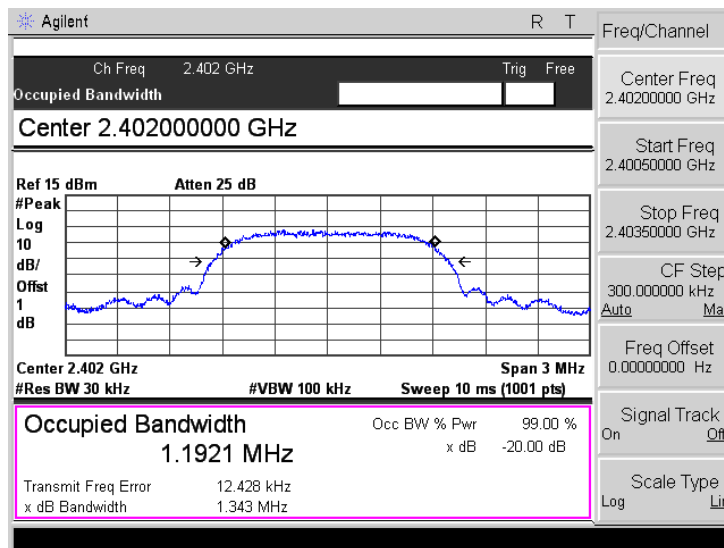 Agilent
R T
Freq/Channel
Ch Freq 2.402 GHz Trig Free
Occupied Bandwidth
Center 2.402000000 GHz
Ref 15 dBm Atten 25 dB
#Peak
Log
10
dB/
Offst
1
dB
Center 2.402 GHz Span 3 MHz
#Res BW 30 kHz #VBW 100 kHz Sweep 10 ms (1001 pts)
Occupied Bandwidth
1.1921 MHz
Occ BW % Pwr 99.00 %
x dB -20.00 dB
Transmit Freq Error 12.428 kHz
x dB Bandwidth 1.343 MHz
Center Freq
2.40200000 GHz
Start Freq
2.40050000 GHz
Stop Freq
2.40350000 GHz
CF Step
300.000000 kHz
Auto Ma
Freq Offset
0.00000000 Hz
Signal Track
On Off
Scale Type
Log Lin